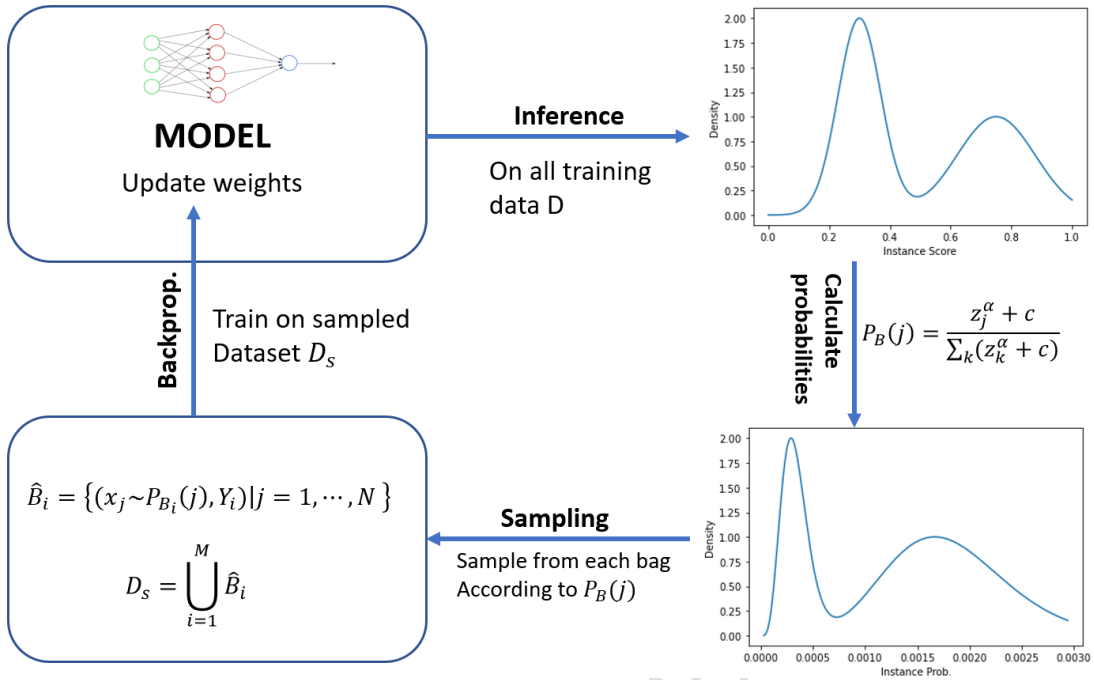 MODEL
Update weights
Inference
On all training
data D
2.00
1.75
1.50
1.25
1.00
0.75
0.50
0.25
0.00
Density
0.0
0.2
0.4
0.6
0.8
1.0
Instance Score
Calculate
probabilities
P_B(j) = (z_j^α + c) / (∑_k(z_k^α + c))
2.00
1.75
1.50
1.25
1.00
0.75
0.50
0.25
0.00
Density
0.0000
0.0005
0.0010
0.0015
0.0020
0.0025
0.0030
Instance Prob.
Sampling
Sample from each bag
According to P_B(j)
B̂_i = {(x_j~P_{B_i}(j), Y_i)|j = 1, ⋯, N }
D_s = ⋃_{i=1}^{M} B̂_i
Backprop.
Train on sampled
Dataset D_s